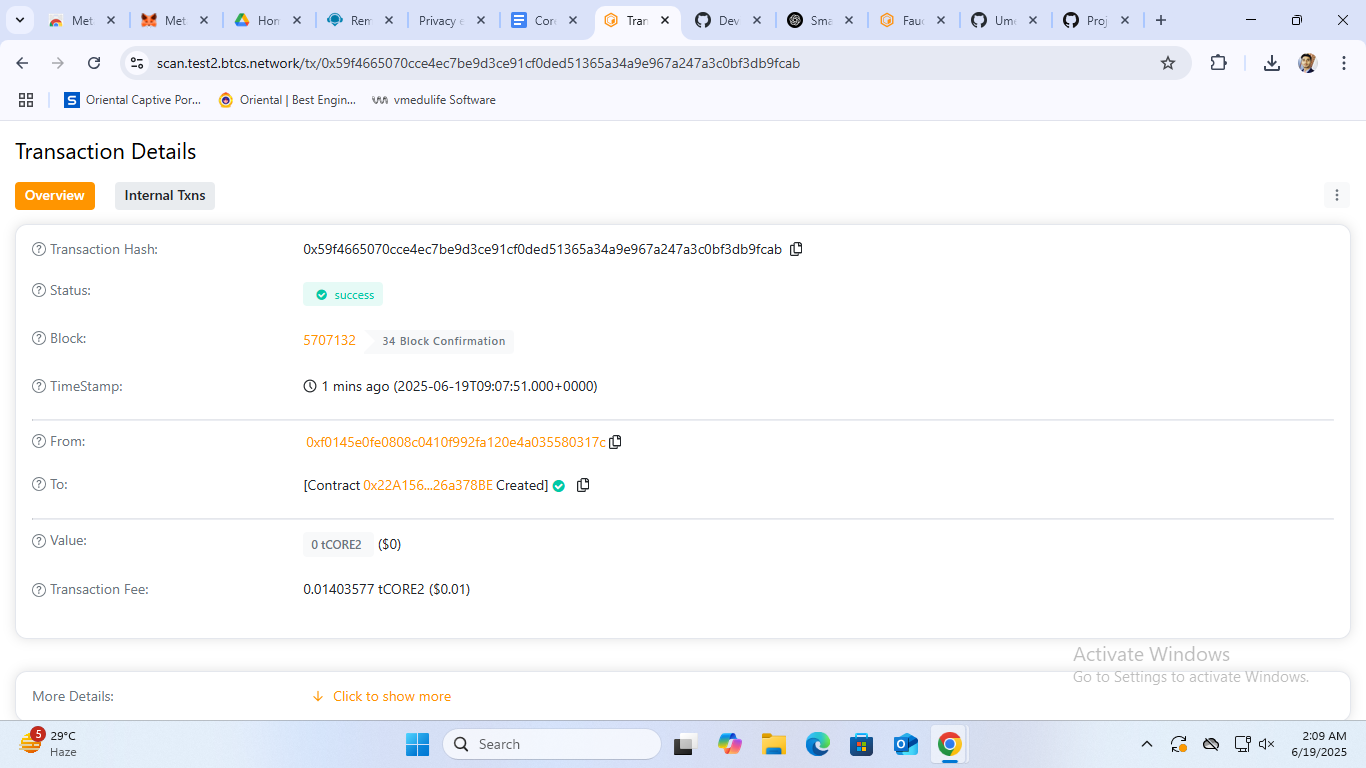 Met
Met
Hon
Rem
Privacy e
Core
Tran
Dev
Sma
Fauc
Ume
Proj
scan.test2.btcs.network/tx/0x59f4665070cce4ec7be9d3ce91cf0ded51365a34a9e967a247a3c0bf3db9fcab
Oriental Captive Por...
Oriental | Best Engin...
vmedulife Software
Transaction Details
Overview
Internal Txns
Transaction Hash:
0x59f4665070cce4ec7be9d3ce91cf0ded51365a34a9e967a247a3c0bf3db9fcab
Status:
success
Block:
5707132
34 Block Confirmation
TimeStamp:
1 mins ago (2025-06-19T09:07:51.000+0000)
From:
0xf0145e0fe0808c0410f992fa120e4a035580317c
To:
[Contract 0x22A156...26a378BE Created]
Value:
0 tCORE2
($0)
Transaction Fee:
0.01403577 tCORE2 ($0.01)
More Details:
Click to show more
Activate Windows
Go to Settings to activate Windows.
5
29°C
Haze
Search
2:09 AM
6/19/2025